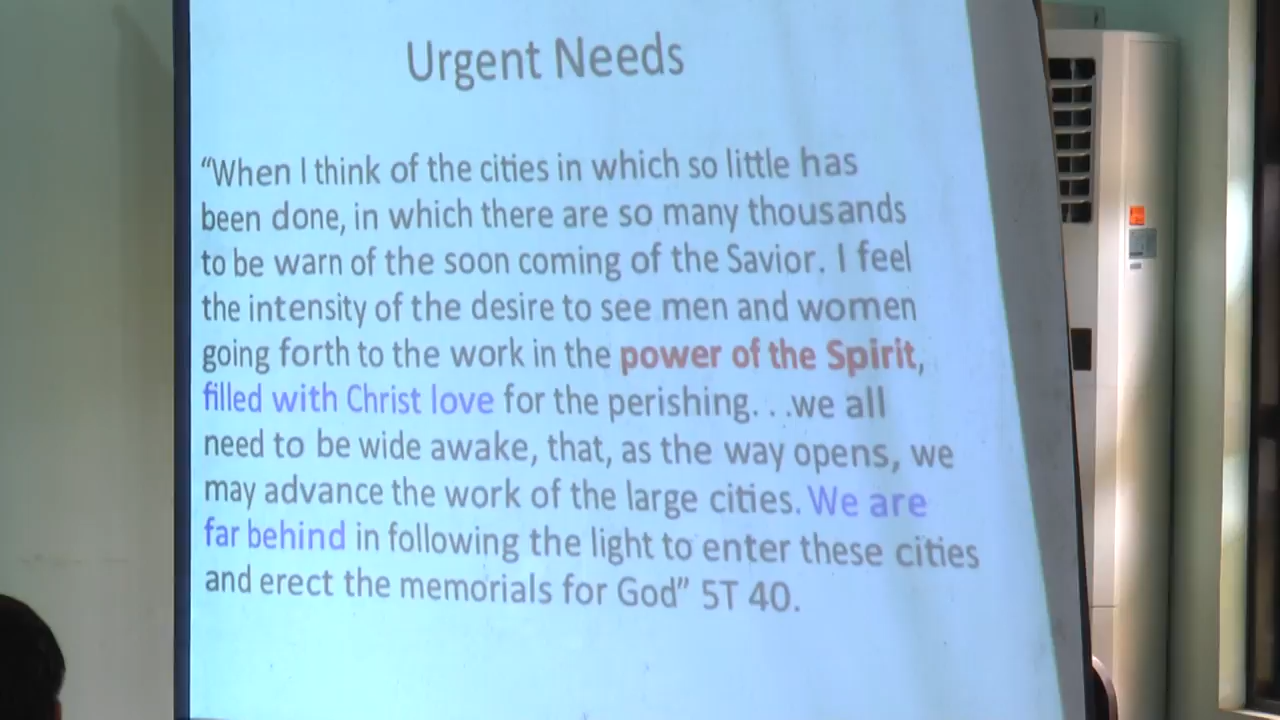 Urgent Needs
“When I think of the cities in which so little has
been done, in which there are so many thousands
to be warn of the soon coming of the Savior. I feel
the intensity of the desire to see men and women
going forth to the work in the power of the Spirit,
filled with Christ love for the perishing. . .we all
need to be wide awake, that, as the way opens, we
may advance the work of the large cities. We are
far behind in following the light to enter these cities
and erect the memorials for God” 5T 40.